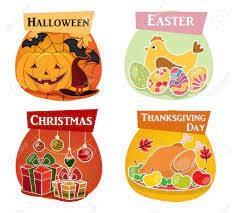 HALLOWEEN
EASTER
CHRISTMAS
THANKSGIVING
DAY